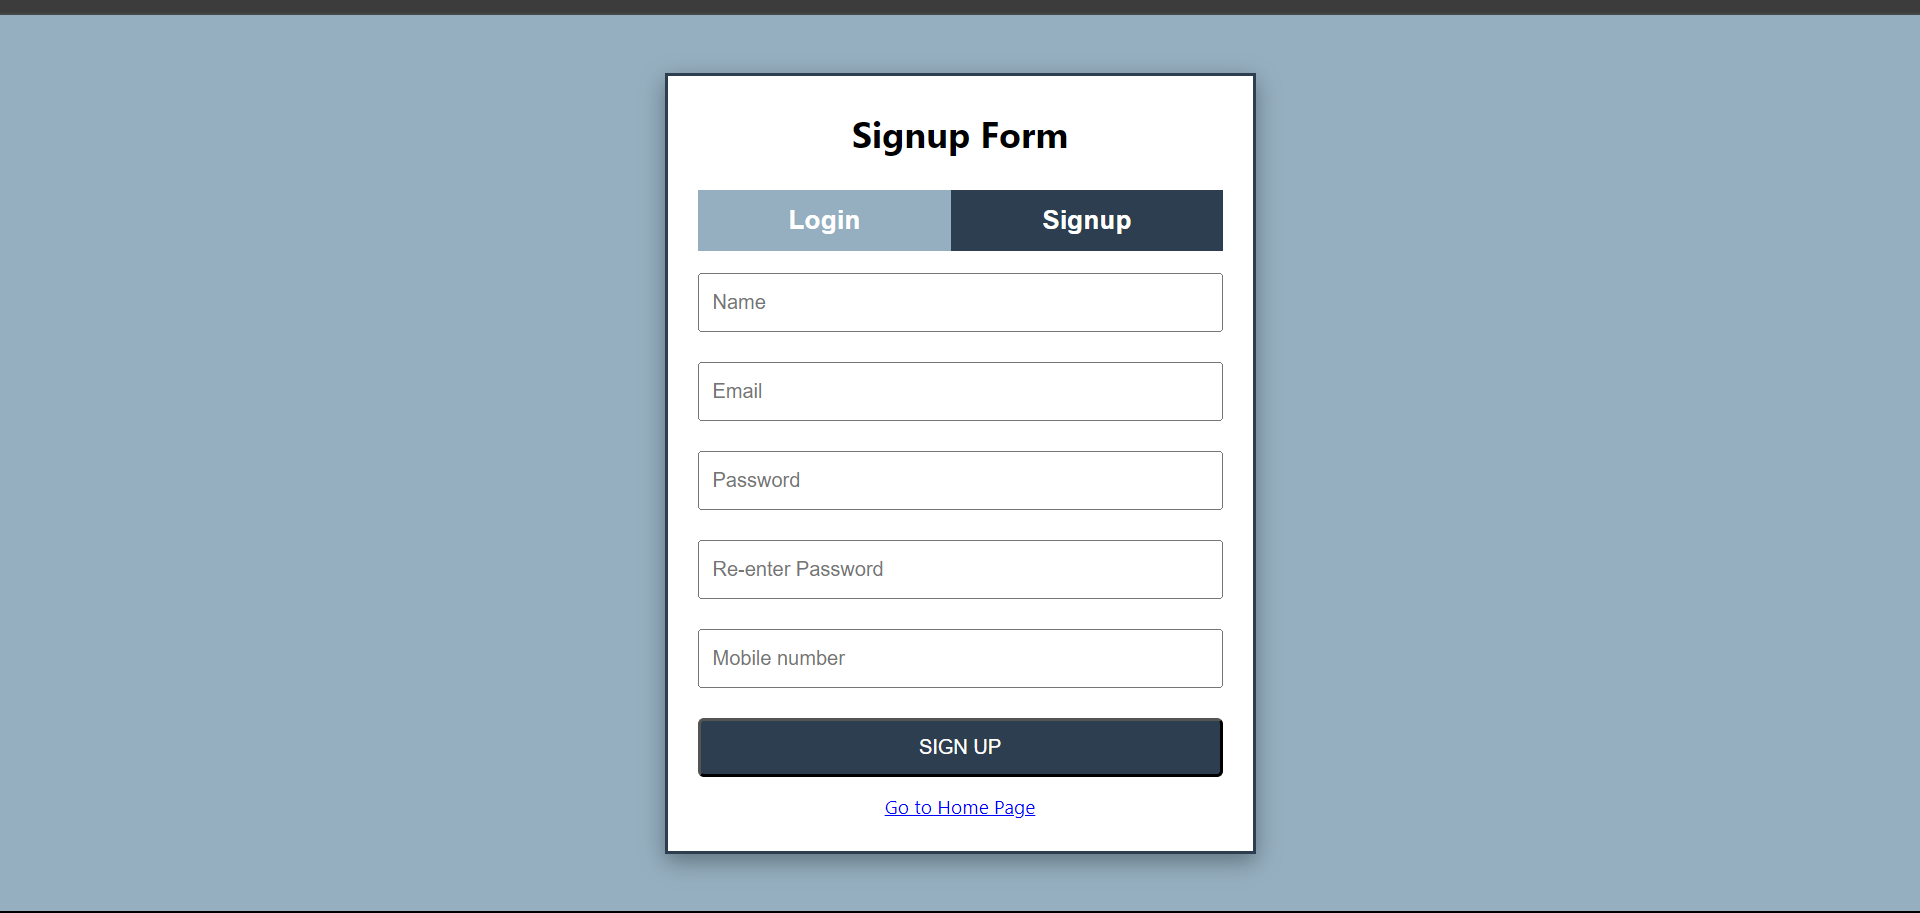 Signup Form
Login Signup
Name
Email
Password
Re-enter Password
Mobile number
SIGN UP
Go to Home Page